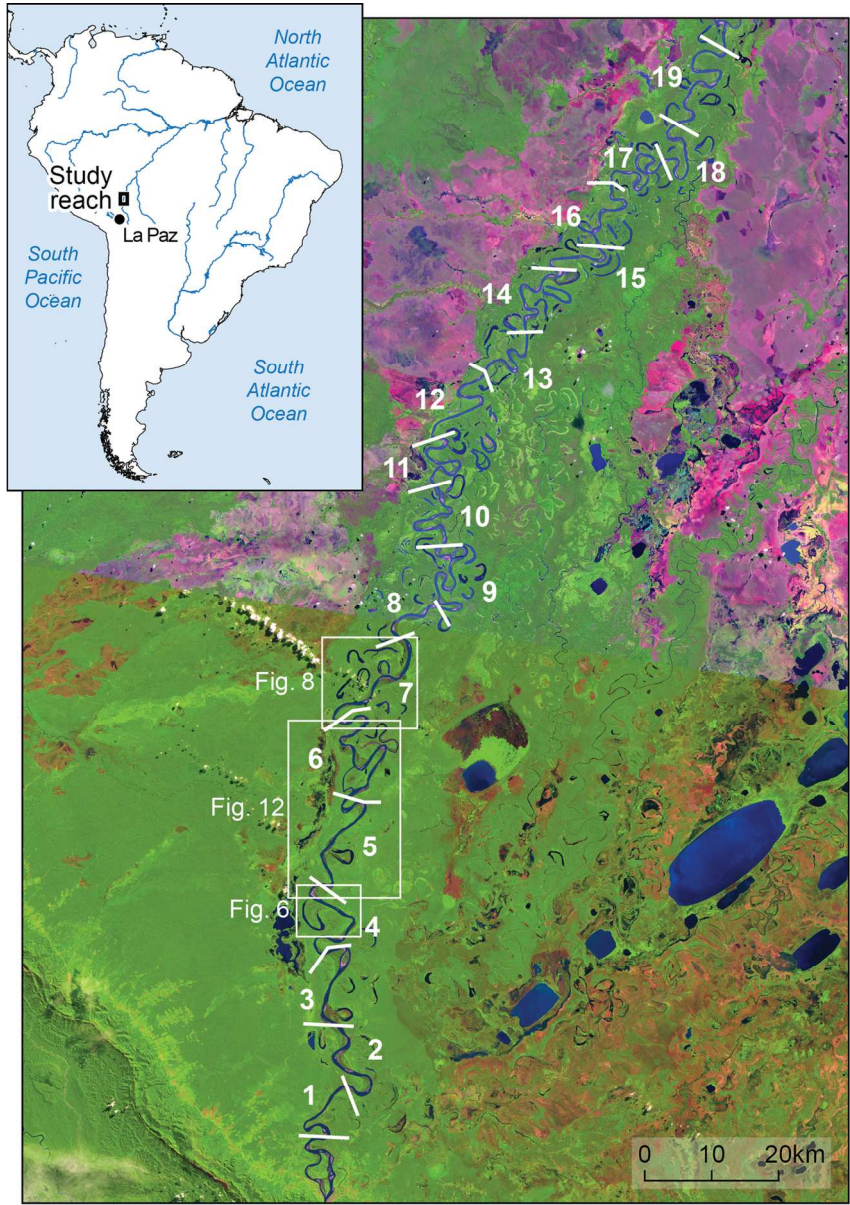 North
Atlantic
Ocean
Study
reach
La Paz
South
Pacific
Ocean
South
Atlantic
Ocean
19
17
18
16
15
14
13
12
11
10
9
8
Fig. 8
7
6
Fig. 12
5
Fig. 6
4
3
2
1
0 10 20km